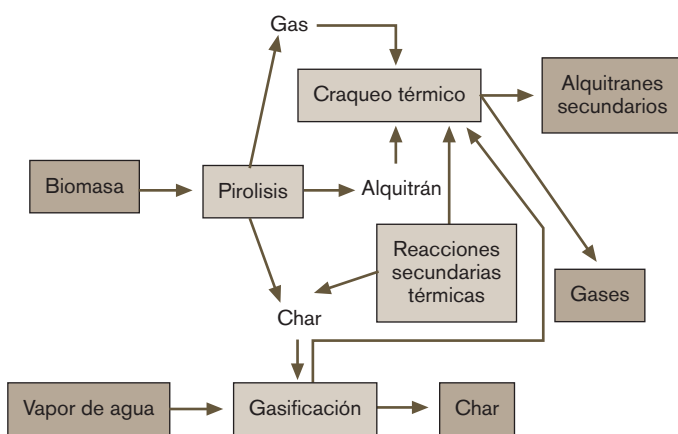 Gas
Craqueo térmico
Alquitranes
secundarios
Biomasa
Pirolisis
Alquitrán
Reacciones
secundarias
térmicas
Gases
Char
Vapor de agua
Gasificación
Char